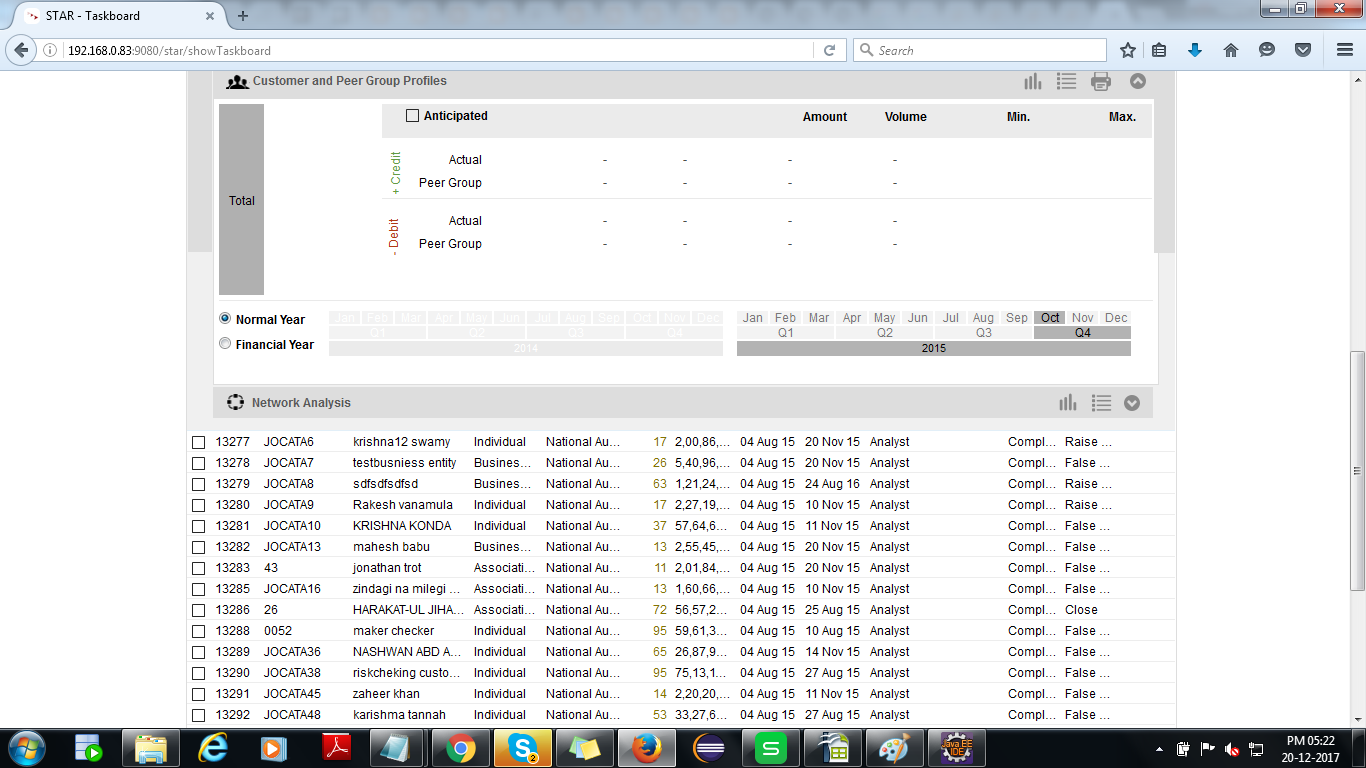 STAR - Taskboard
192.168.0.83:9080/star/showTaskboard
Search
Customer and Peer Group Profiles
Anticipated Amount Volume Min. Max.
Total
+ Credit
Actual - - - -
Peer Group - - - -
- Debit
Actual - - - -
Peer Group - - - -
Normal Year
Financial Year
Jan Feb Mar Apr May Jun Jul Aug Sep Oct Nov Dec
Q1 Q2 Q3 Q4
2014
Jan Feb Mar Apr May Jun Jul Aug Sep Oct Nov Dec
Q1 Q2 Q3 Q4
2015
Network Analysis
13277 JOCATA6 krishna12 swamy Individual National Au... 17 2,00,86,... 04 Aug 15 20 Nov 15 Analyst Compl... Raise ...
13278 JOCATA7 testbusniess entity Busines... National Au... 26 5,40,96,... 04 Aug 15 20 Nov 15 Analyst Compl... False ...
13279 JOCATA8 sdfsdfsdfsd Busines... National Au... 63 1,21,24,... 04 Aug 15 24 Aug 16 Analyst Compl... Raise ...
13280 JOCATA9 Rakesh vanamula Individual National Au... 17 2,27,19,... 04 Aug 15 10 Nov 15 Analyst Compl... Raise ...
13281 JOCATA10 KRISHNA KONDA Individual National Au... 37 57,64,6... 04 Aug 15 11 Nov 15 Analyst Compl... False ...
13282 JOCATA13 mahesh babu Busines... National Au... 13 2,55,45,... 04 Aug 15 20 Nov 15 Analyst Compl... False ...
13283 43 jonathan trot Associati... National Au... 11 2,01,84,... 04 Aug 15 20 Nov 15 Analyst Compl... False ...
13285 JOCATA16 zindagi na milegi ... Associati... National Au... 13 1,60,66,... 04 Aug 15 10 Nov 15 Analyst Compl... False ...
13286 26 HARAKAT-UL JIHA... Associati... National Au... 72 56,57,2... 04 Aug 15 25 Aug 15 Analyst Compl... Close
13288 0052 maker checker Individual National Au... 95 59,61,3... 04 Aug 15 10 Aug 15 Analyst Compl... False ...
13289 JOCATA36 NASHWAN ABD A... Individual National Au... 65 26,87,9... 04 Aug 15 14 Nov 15 Analyst Compl... False ...
13290 JOCATA38 riskcheking custo... Individual National Au... 95 75,13,1... 04 Aug 15 27 Aug 15 Analyst Compl... False ...
13291 JOCATA45 zaheer khan Individual National Au... 14 2,20,20,... 04 Aug 15 11 Nov 15 Analyst Compl... False ...
13292 JOCATA48 karishma tannah Individual National Au... 53 33,27,6... 04 Aug 15 27 Aug 15 Analyst Compl... False ...
2
S
Java EE
IDE
PM 05:22
20-12-2017